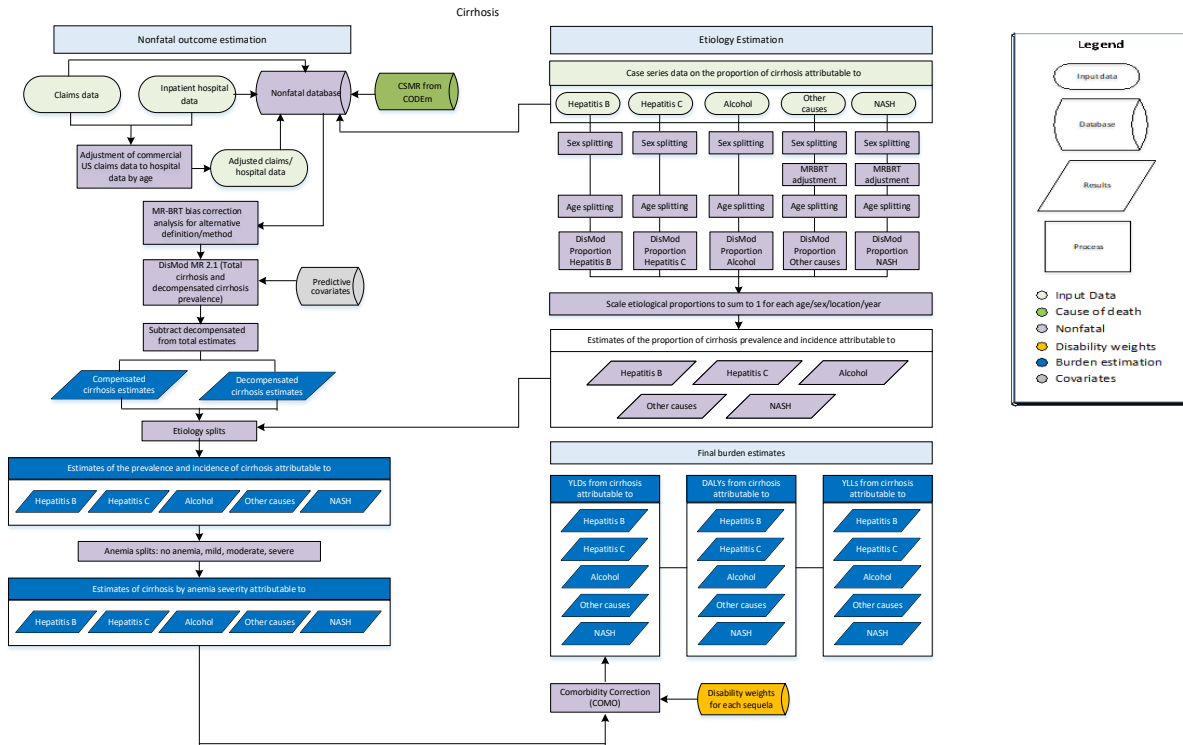 Cirrhosis
Nonfatal outcome estimation
Claims data
Inpatient hospital
data
Nonfatal database
CSMR from
CODEm
Adjustment of commercial
US claims data to hospital
data by age
Adjusted claims/
hospital data
MR-BRT bias correction
analysis for alternative
definition/method
DisMod MR 2.1 (Total
cirrhosis and
decompensated cirrhosis
prevalence)
Predictive
covariates
Subtract decompensated
from total estimates
Compensated
cirrhosis estimates
Decompensated
cirrhosis estimates
Etiology splits
Estimates of the prevalence and incidence of cirrhosis attributable to
Hepatitis B
Hepatitis C
Alcohol
Other causes
NASH
Anemia splits: no anemia, mild, moderate, severe
Estimates of cirrhosis by anemia severity attributable to
Hepatitis B
Hepatitis C
Alcohol
Other causes
NASH
Etiology Estimation
Case series data on the proportion of cirrhosis attributable to
Hepatitis B
Hepatitis C
Alcohol
Other
causes
NASH
Sex splitting
Sex splitting
Sex splitting
Sex splitting
Sex splitting
MRBRT
adjustment
MRBRT
adjustment
Age splitting
Age splitting
Age splitting
Age splitting
Age splitting
DisMod
Proportion
Hepatitis B
DisMod
Proportion
Hepatitis C
DisMod
Proportion
Alcohol
DisMod
Proportion
Other causes
DisMod
Proportion
NASH
Scale etiological proportions to sum to 1 for each age/sex/location/year
Estimates of the proportion of cirrhosis prevalence and incidence attributable to
Hepatitis B
Hepatitis C
Alcohol
Other causes
NASH
Final burden estimates
YLDs from cirrhosis
attributable to
Hepatitis B
Hepatitis C
Alcohol
Other causes
NASH
DALYs from cirrhosis
attributable to
Hepatitis B
Hepatitis C
Alcohol
Other causes
NASH
YLLs from cirrhosis
attributable to
Hepatitis B
Hepatitis C
Alcohol
Other causes
NASH
Comorbidity Correction
(COMO)
Disability weights
for each sequela
Legend
Input data
Database
Results
Process
Input Data
Cause of death
Nonfatal
Disability weights
Burden estimation
Covariates